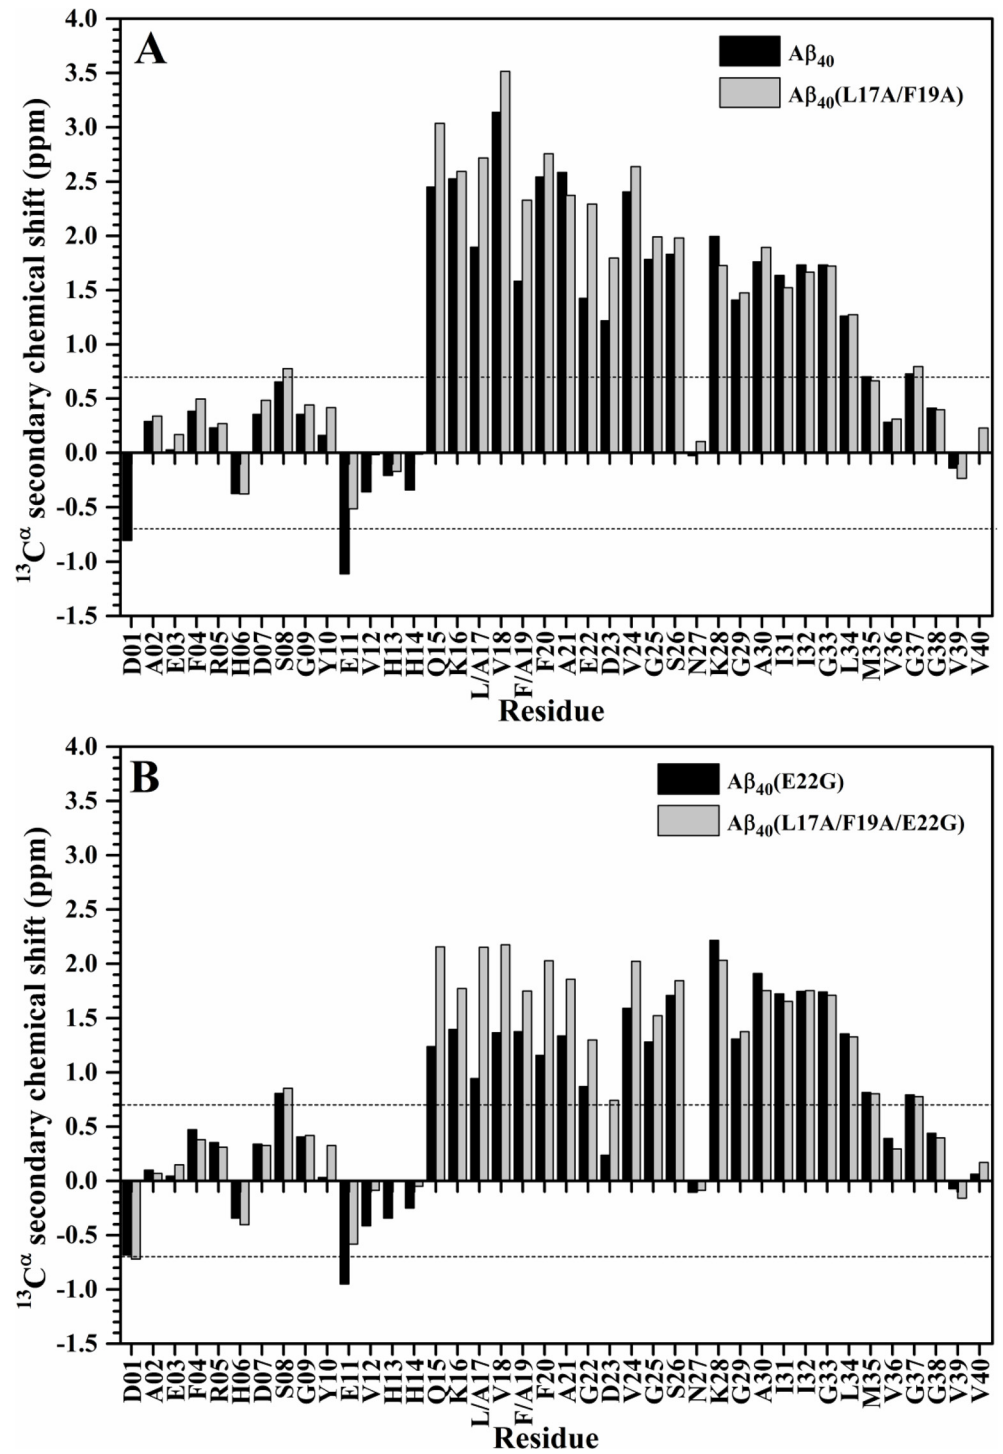 A
Aβ40
Aβ40(L17A/F19A)
13Cα secondary chemical shift (ppm)
4.0
3.5
3.0
2.5
2.0
1.5
1.0
0.5
0.0
-0.5
-1.0
-1.5
D01 A02 E03 F04 R05 H06 D07 S08 G09 Y10 E11 V12 H13 H14 Q15 K16 L/A17 V18 F/A19 F20 A21 E22 D23 V24 G25 S26 N27 K28 G29 A30 I31 I32 G33 L34 M35 V36 G37 G38 V39 V40
Residue
B
Aβ40(E22G)
Aβ40(L17A/F19A/E22G)
13Cα secondary chemical shift (ppm)
4.0
3.5
3.0
2.5
2.0
1.5
1.0
0.5
0.0
-0.5
-1.0
-1.5
D01 A02 E03 F04 R05 H06 D07 S08 G09 Y10 E11 V12 H13 H14 Q15 K16 L/A17 V18 F/A19 F20 A21 G22 D23 V24 G25 S26 N27 K28 G29 A30 I31 I32 G33 L34 M35 V36 G37 G38 V39 V40
Residue